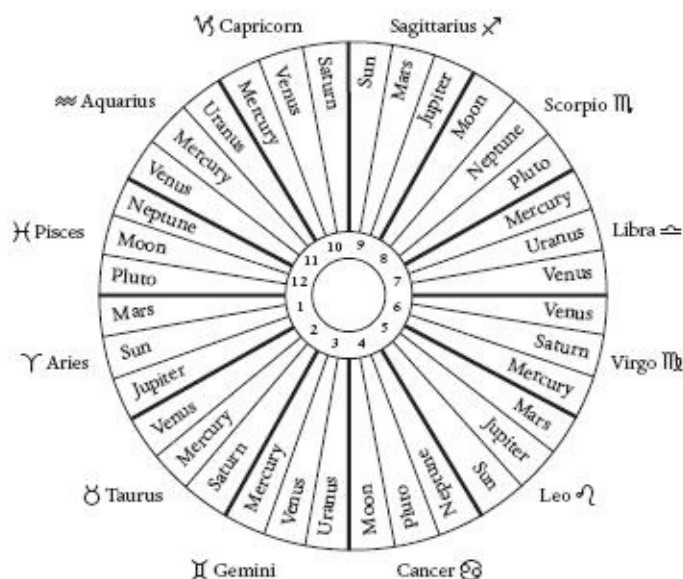 ♑ Capricorn
Sagittarius ♐
♒ Aquarius
Scorpio ♏
♓ Pisces
Libra ♎
♈ Aries
Virgo ♍
♉ Taurus
Leo ♌
♊ Gemini
Cancer ♋
Mars
Sun
Jupiter
Venus
Mercury
Saturn
Mercury
Venus
Uranus
Moon
Pluto
Neptune
Sun
Jupiter
Mars
Mercury
Saturn
Venus
Venus
Uranus
Mercury
Pluto
Neptune
Moon
Jupiter
Mars
Sun
Saturn
Venus
Mercury
Uranus
Mercury
Venus
Neptune
Moon
Pluto
1
2
3
4
5
6
7
8
9
10
11
12